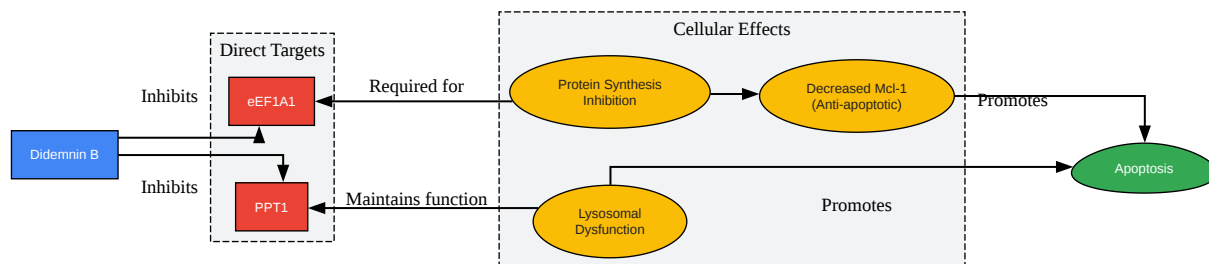 Cellular Effects
Direct Targets
Inhibits
eEF1A1
Required for
Protein Synthesis
Inhibition
Decreased Mcl-1
(Anti-apoptotic)
Promotes
Didemnin B
Apoptosis
Inhibits
PPT1
Maintains function
Lysosomal
Dysfunction
Promotes